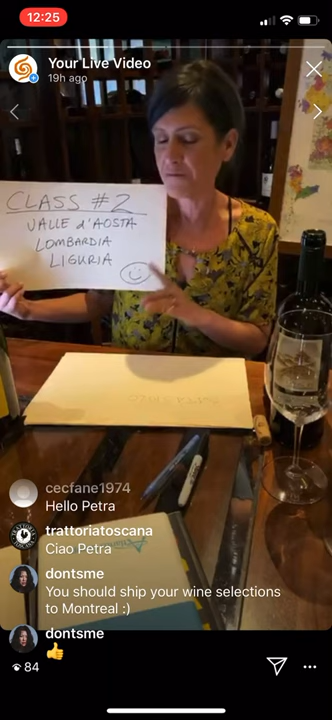 12:25
Your Live Video
19h ago
CLASS #2
VALLE d'AOSTA
LOMBARDIA
LIGURIA
cecfane1974
Hello Petra
trattoriatoscana
Ciao Petra
dontsme
You should ship your wine selections
to Montreal :)
dontsme
👍
84